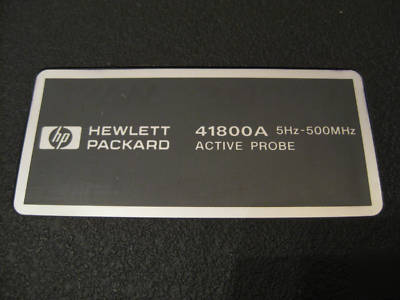 hp HEWLETT PACKARD
41800A 5Hz-500MHz
ACTIVE PROBE